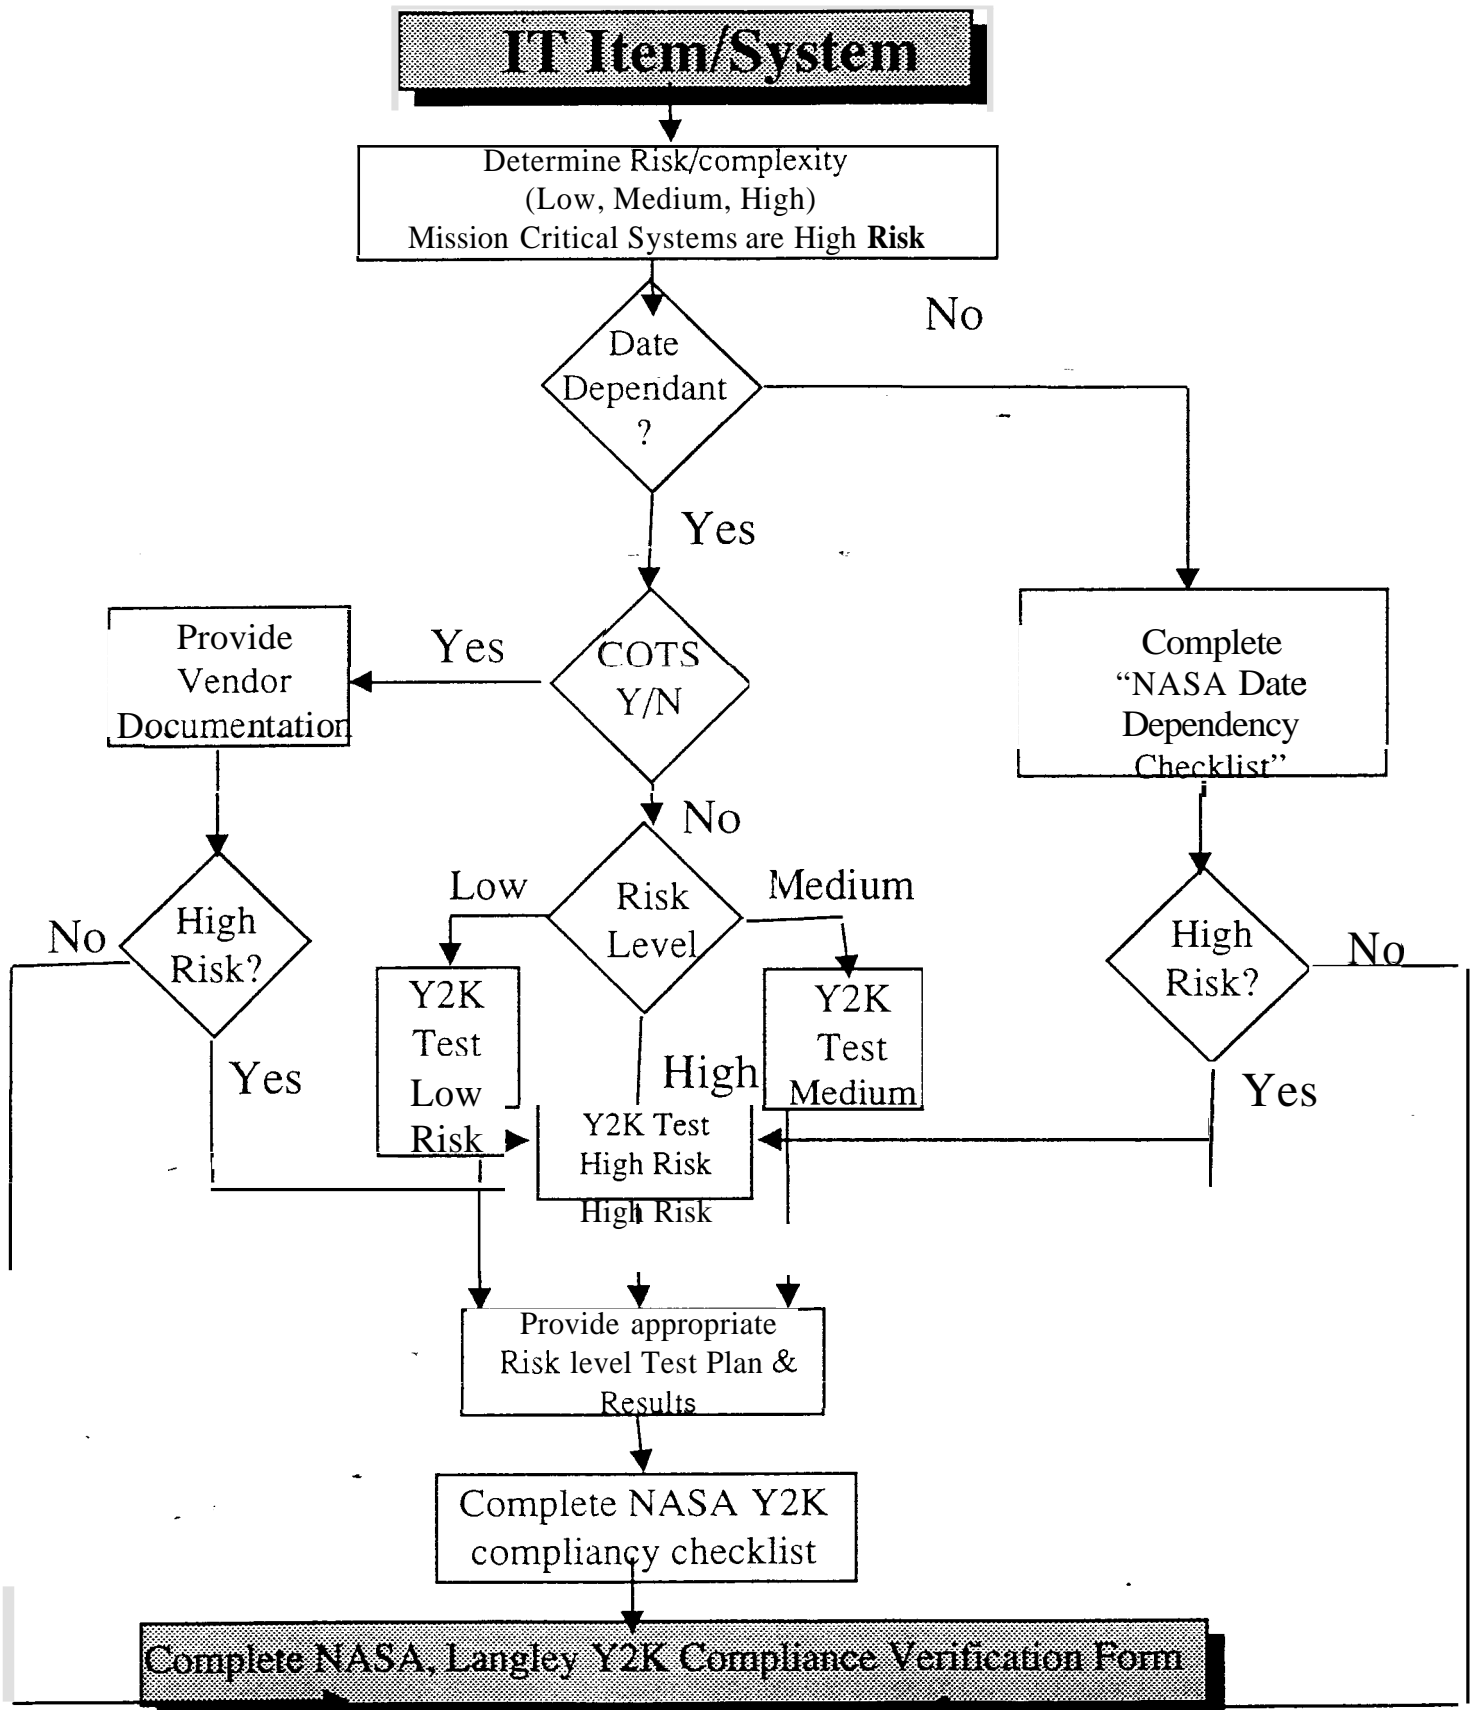 IT Item/System
Determine Risk/complexity
(Low, Medium, High)
Mission Critical Systems are High Risk
No
Date
Dependant
?
Yes
Provide
Vendor
Documentation
Yes
COTS
Y/N
Complete
“NASA Date
Dependency
Checklist”
No
Low
Risk
Level
Medium
No
High
Risk?
High
Risk?
No
Y2K
Test
Low
Risk
Y2K
Test
Medium
Yes
High
Yes
Y2K Test
High Risk
High Risk
Provide appropriate
Risk level Test Plan &
Results
Complete NASA Y2K
compliancy checklist
Complete NASA, Langley Y2K Compliance Verification Form